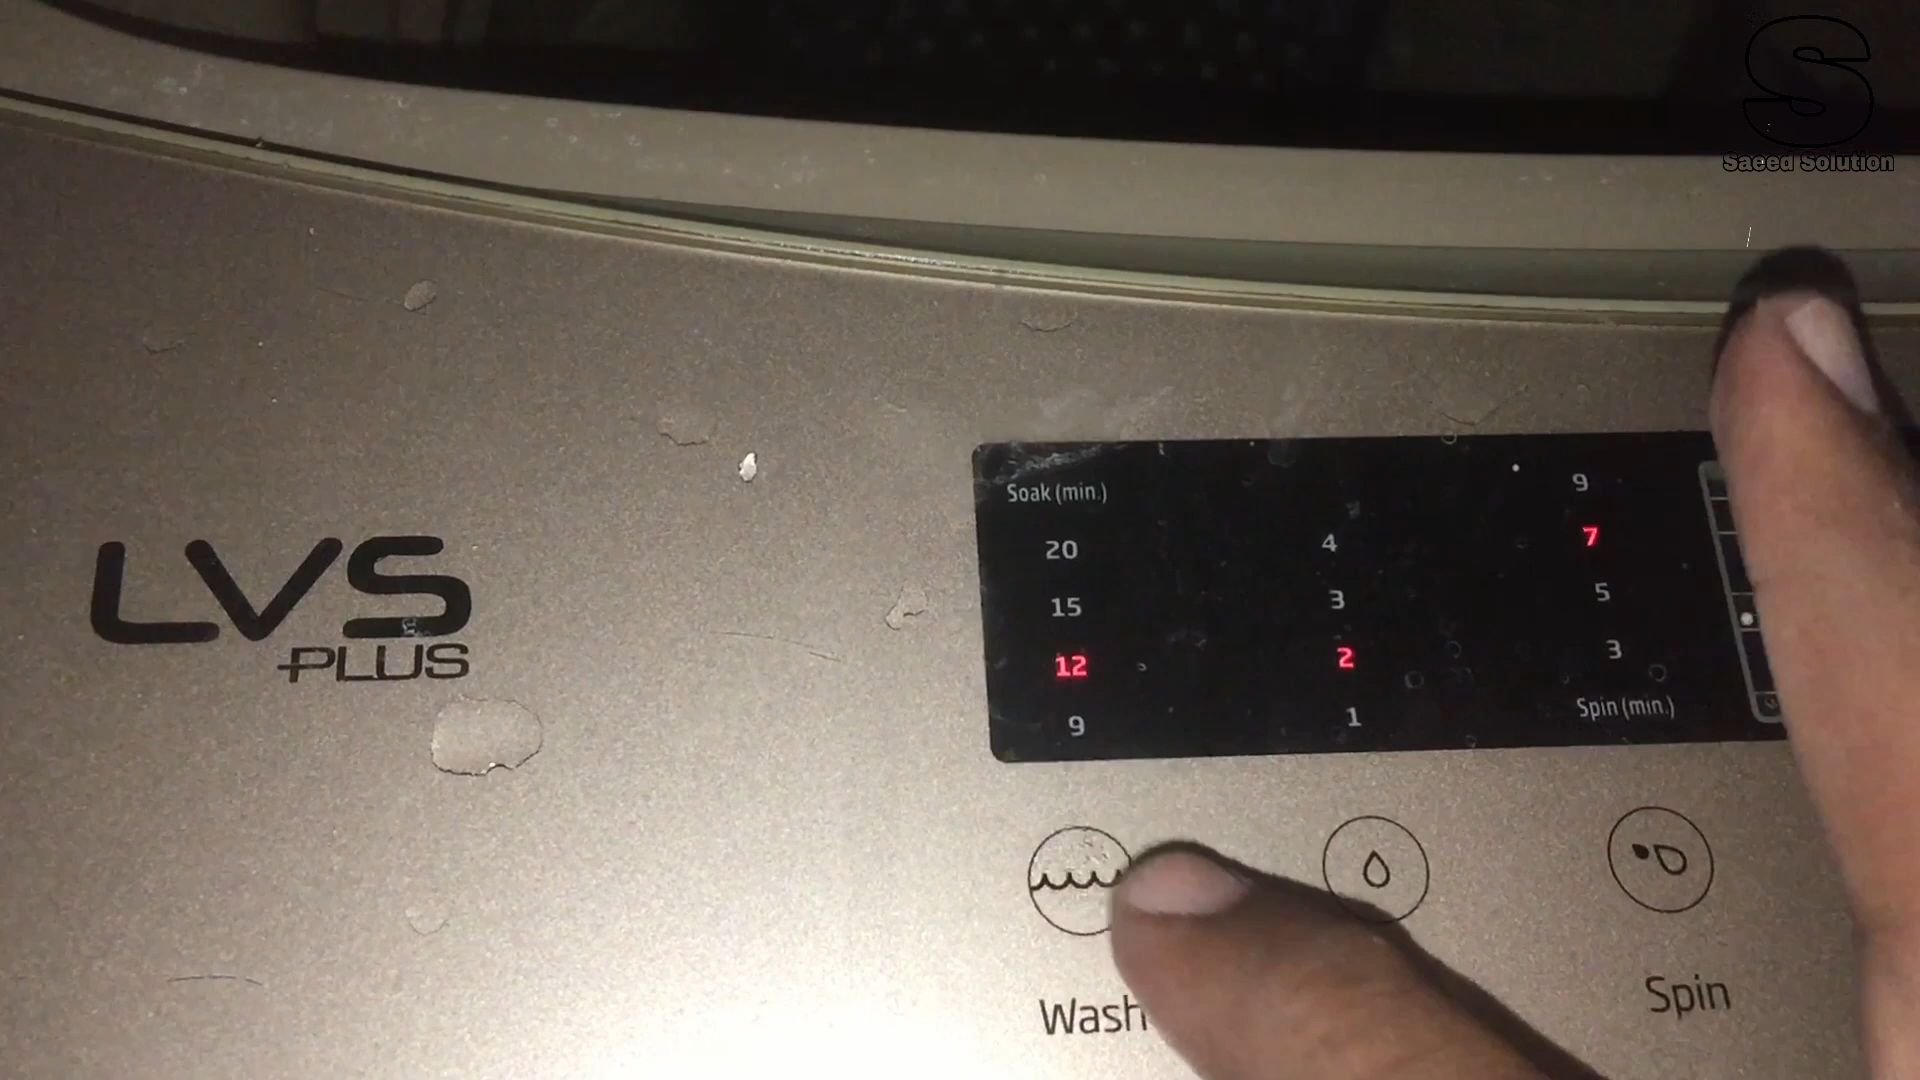 S
Saeed Solution
LVS
PLUS
Soak (min.)
20
15
12
9
4
3
2
1
9
7
5
3
Spin (min.)
Wash
Spin